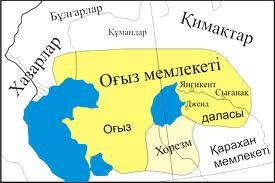 Бұлғарлар
Қимақтар
Құмандар
Хазарлар
Оғыз мемлекеті
Янгикент
Сығанақ
Дженд
даласы
Оғыз
Хорезм
Қарахан
мемлекеті